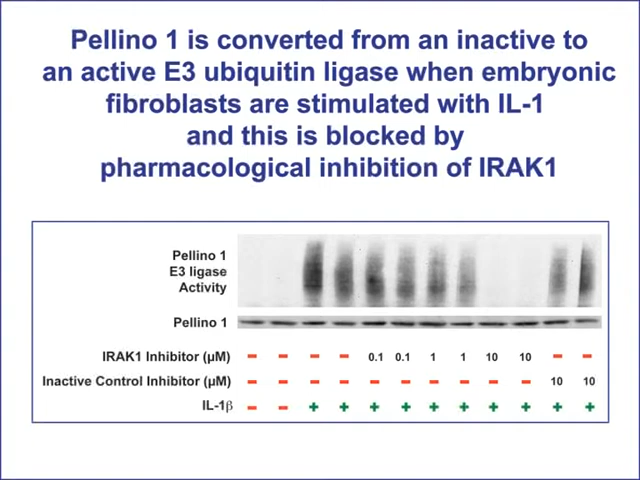 Pellino 1 is converted from an inactive to
an active E3 ubiquitin ligase when embryonic
fibroblasts are stimulated with IL-1
and this is blocked by
pharmacological inhibition of IRAK1
Pellino 1
E3 ligase
Activity
Pellino 1
IRAK1 Inhibitor (µM) – – – – 0.1 0.1 1 1 10 10 – –
Inactive Control Inhibitor (µM) – – – – – – – – – – 10 10
IL-1β – – + + + + + + + + + +